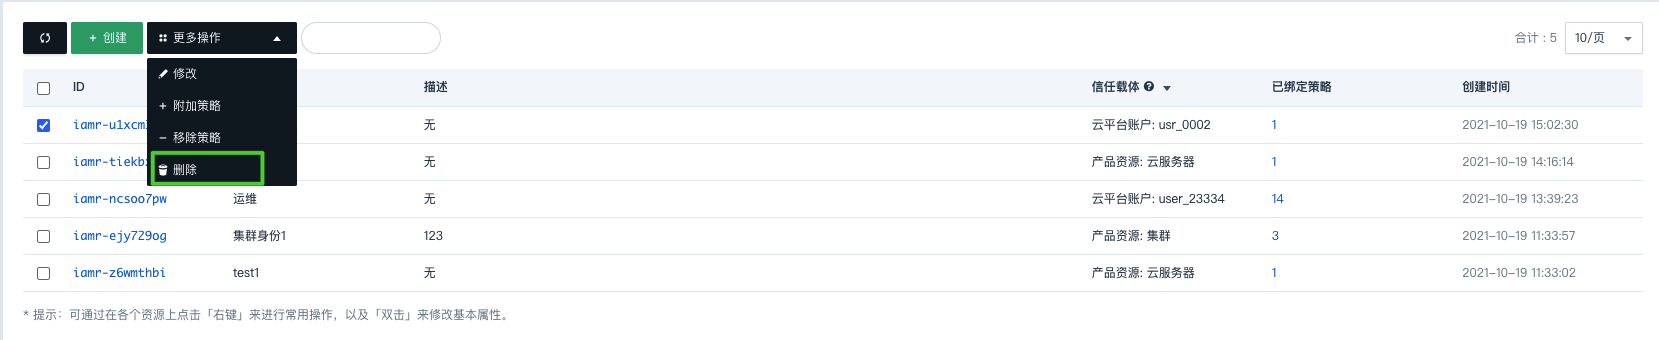 创建 更多操作 合计：5 10/页
修改
附加策略
移除策略
删除
ID 描述 信任载体 已绑定策略 创建时间
iamr-u1xcm 无 云平台账户: usr_0002 1 2021-10-19 15:02:30
iamr-tiekb 无 产品资源: 云服务器 1 2021-10-19 14:16:14
iamr-ncsoo7pw 运维 无 云平台账户: user_23334 14 2021-10-19 13:39:23
iamr-ejy729og 集群身份1 123 产品资源: 集群 3 2021-10-19 11:33:57
iamr-z6wmthbi test1 无 产品资源: 云服务器 1 2021-10-19 11:33:02
* 提示：可通过在各个资源上点击「右键」来进行常用操作，以及「双击」来修改基本属性。